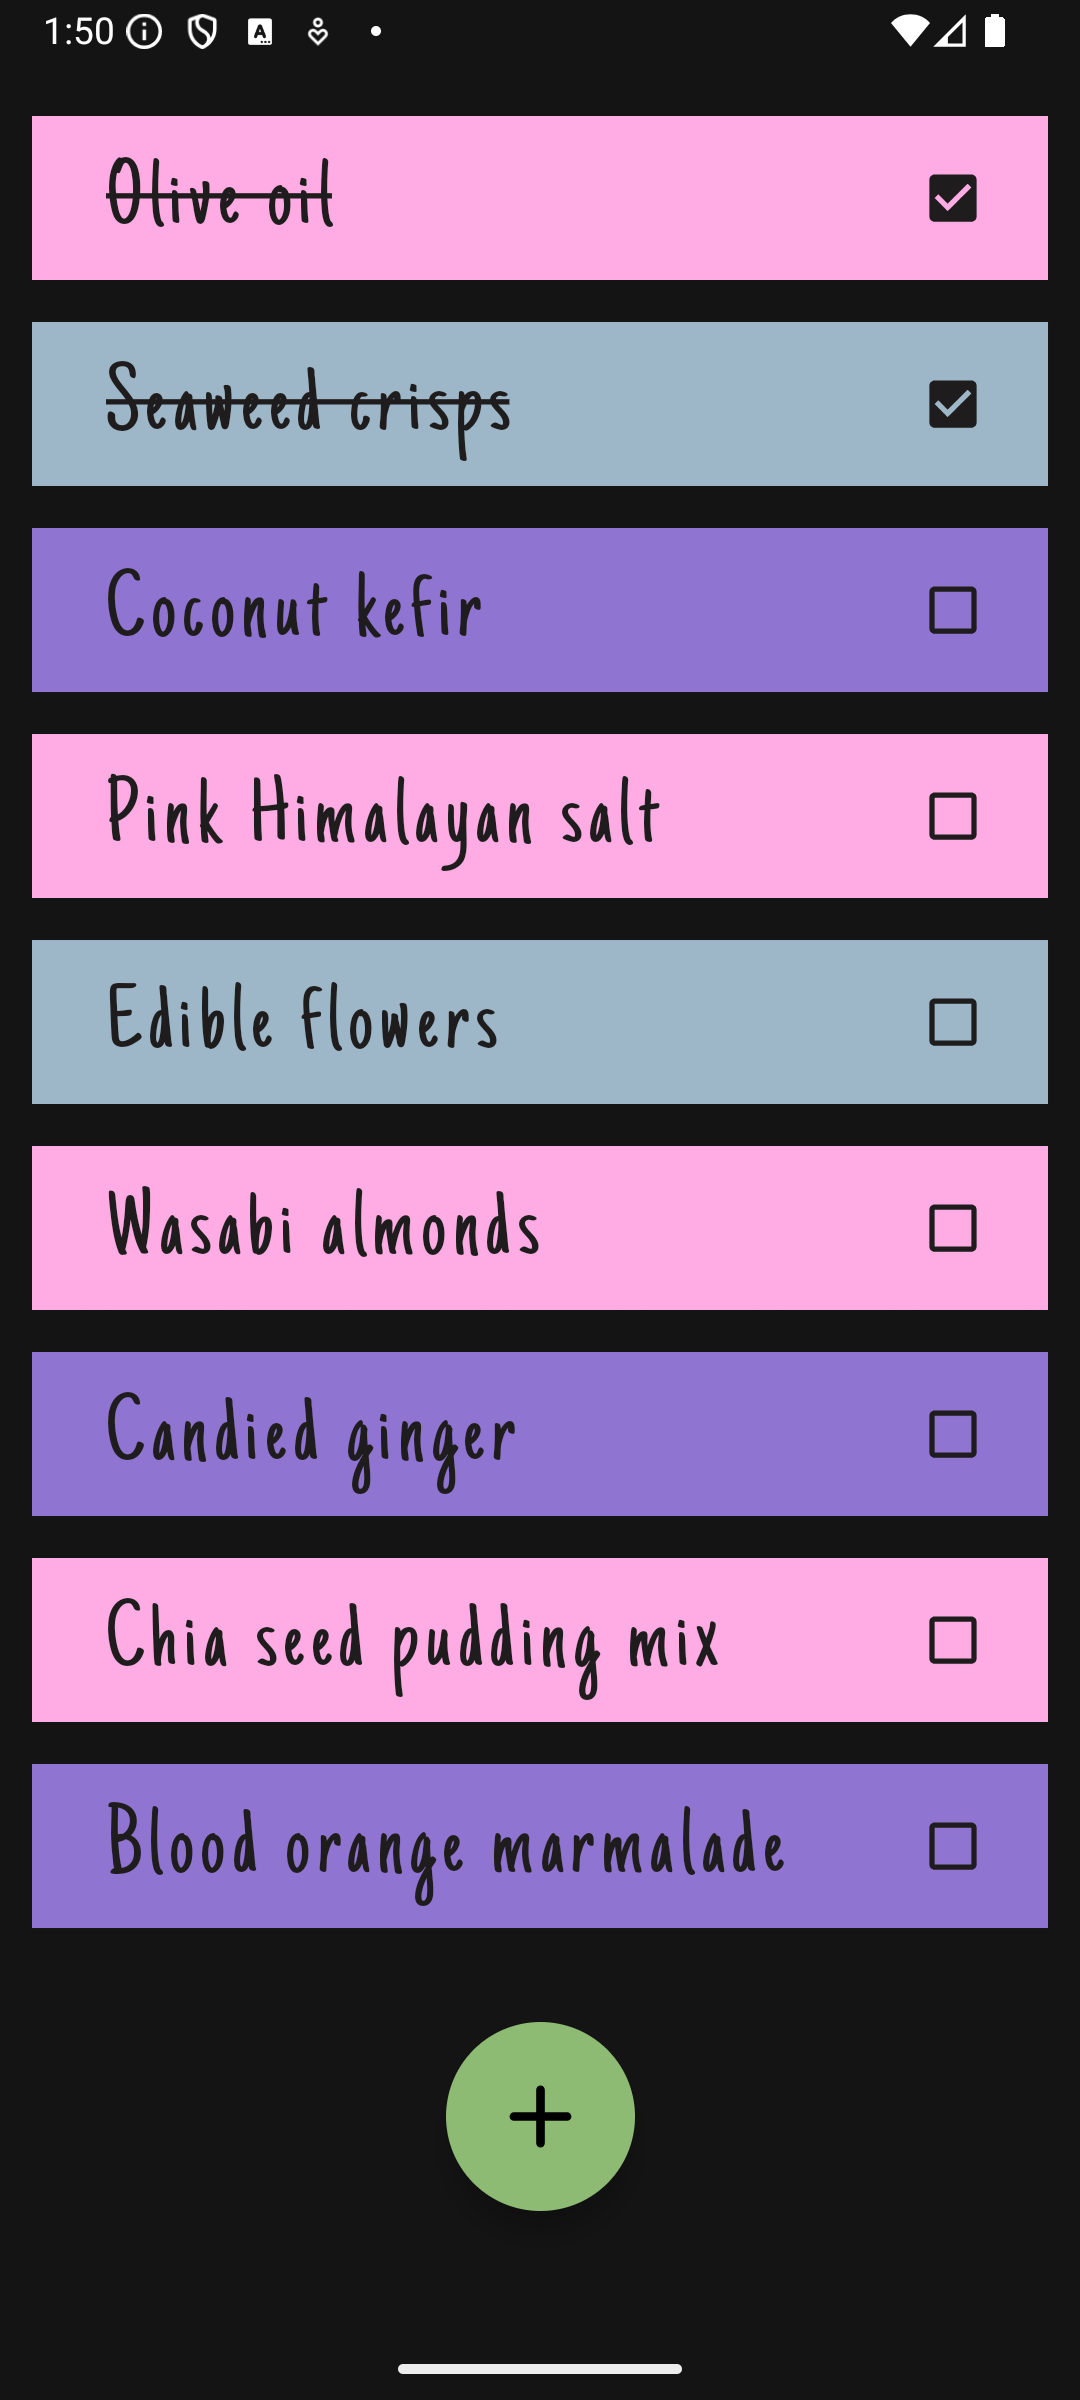 1:50
Olive oil
Seaweed crisps
Coconut kefir
Pink Himalayan salt
Edible flowers
Wasabi almonds
Candied ginger
Chia seed pudding mix
Blood orange marmalade